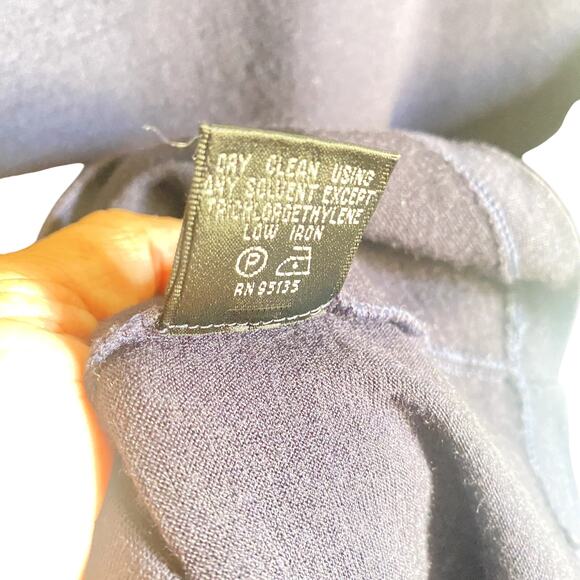 DRY CLEAN USING
ANY SOLVENT EXCEPT
TRICHLOROETHYLENE
LOW IRON
P
RN 95135